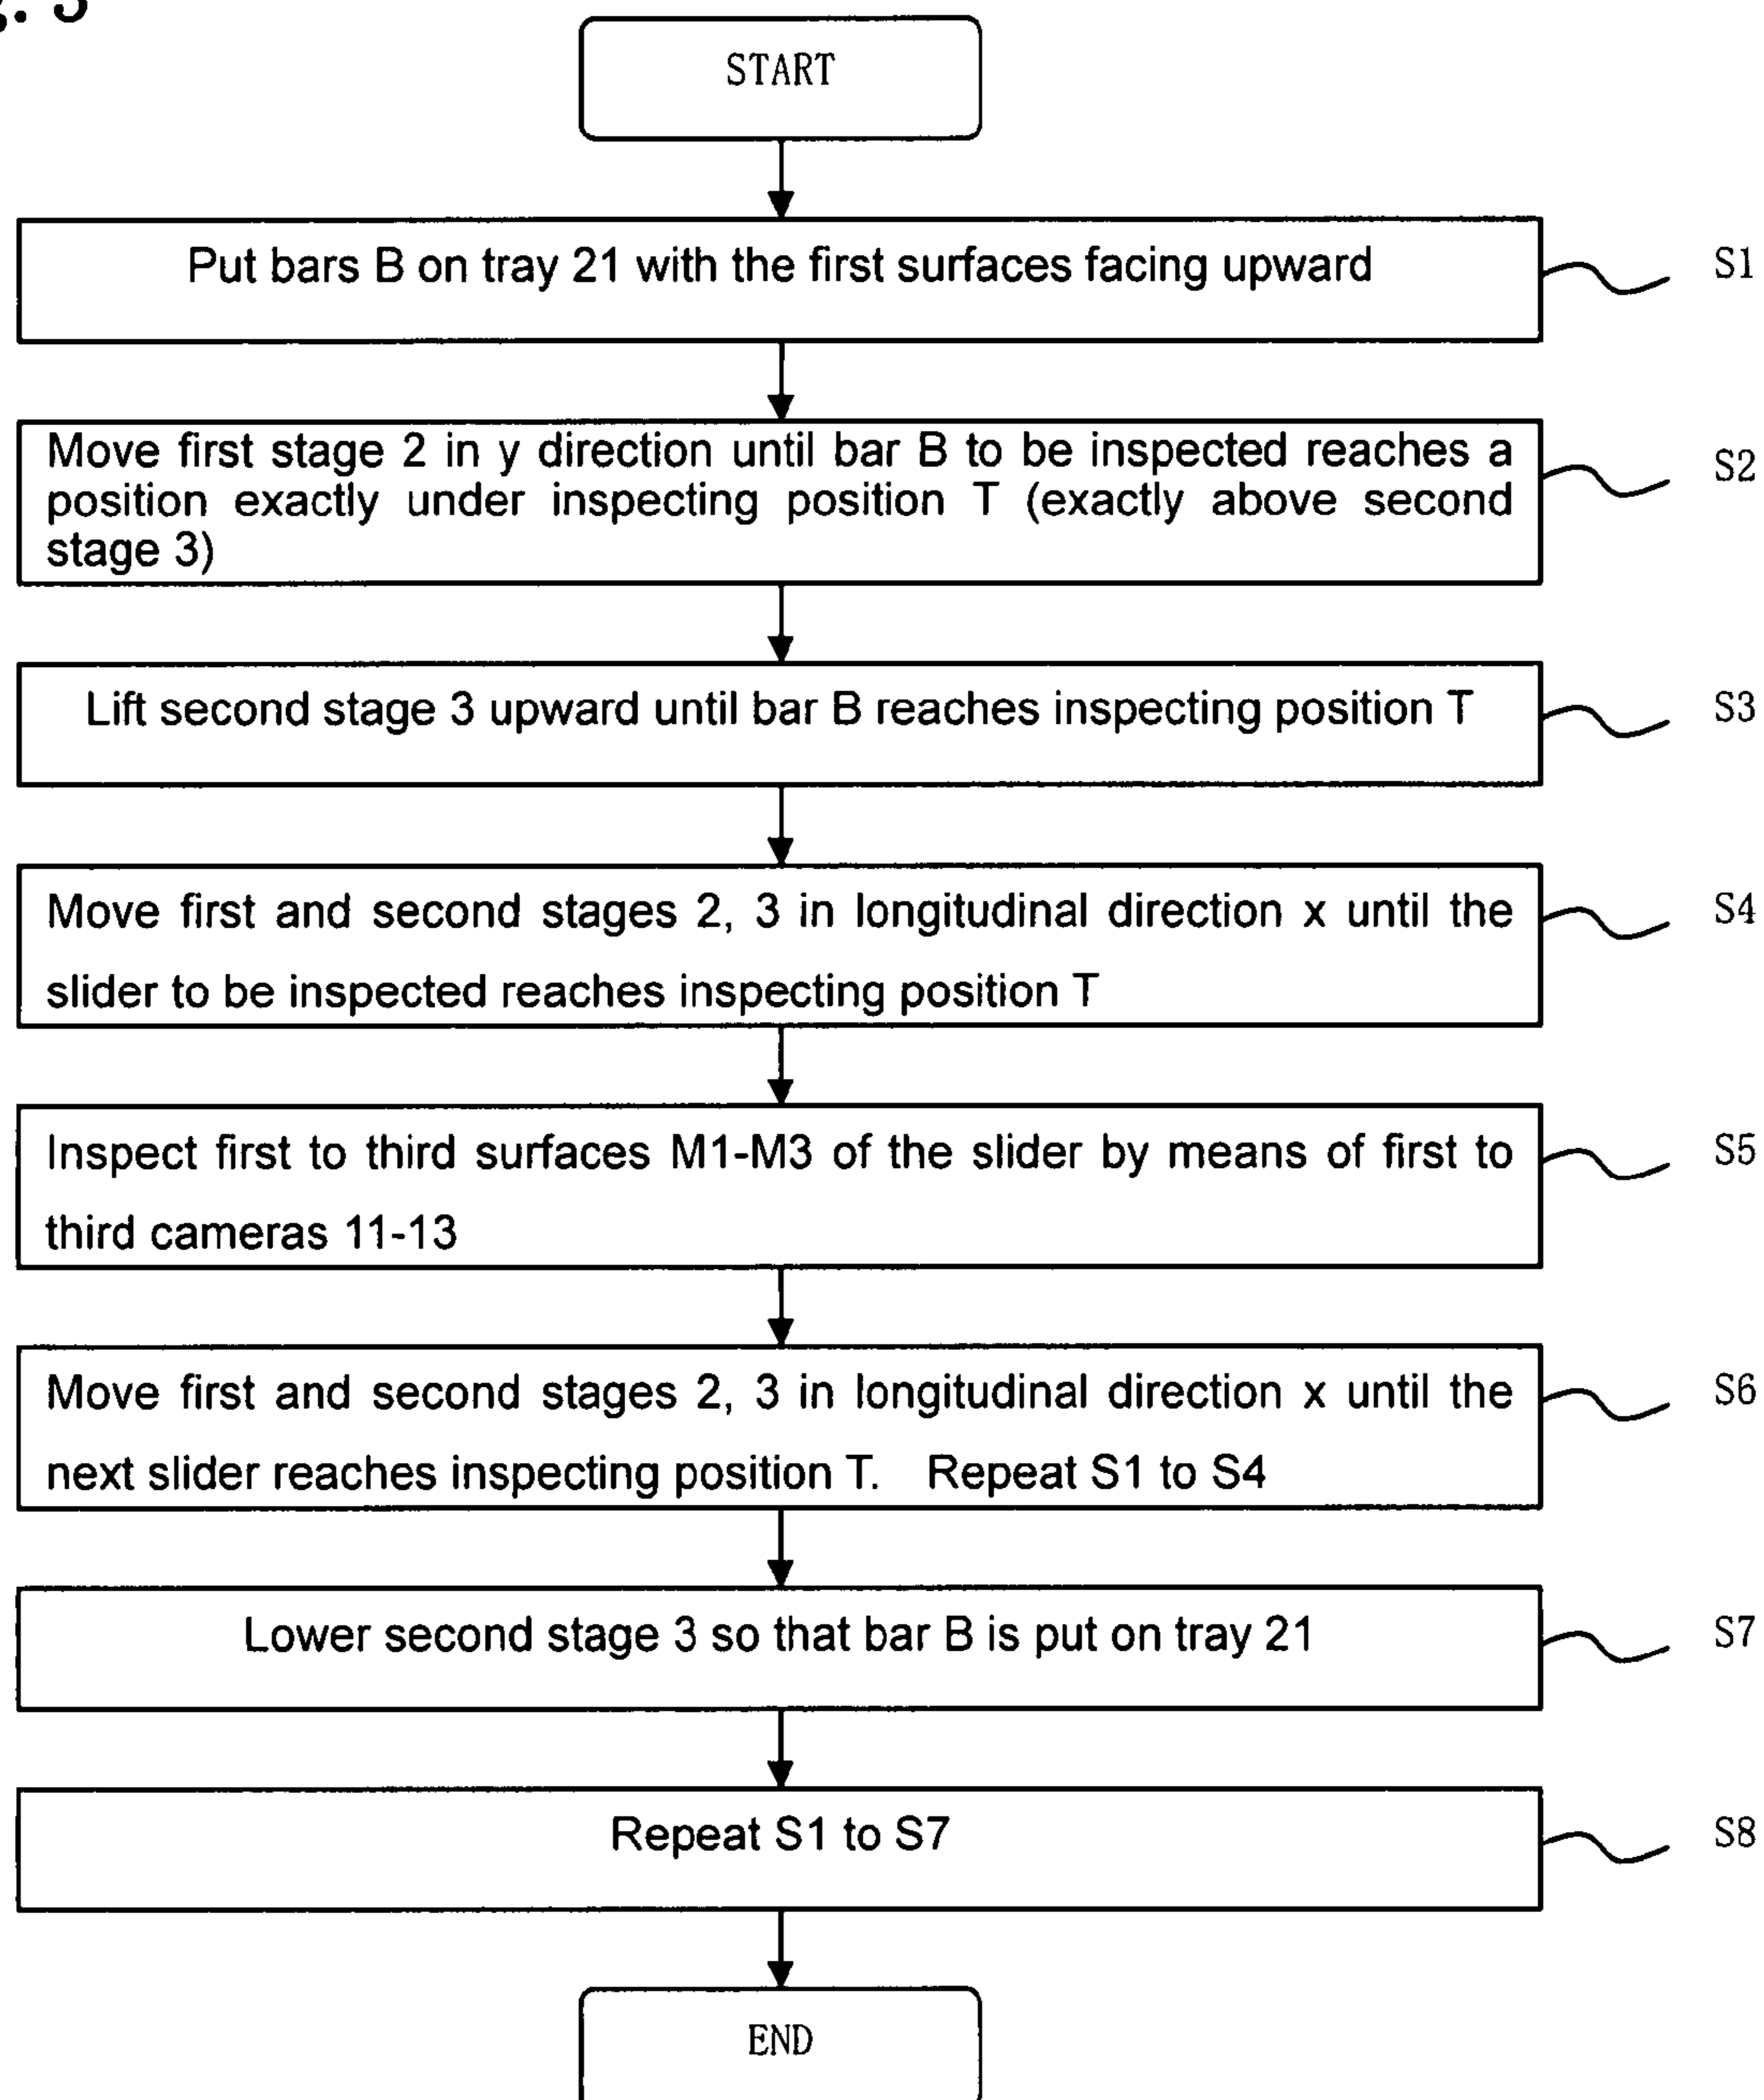 START
Put bars B on tray 21 with the first surfaces facing upward
S1
Move first stage 2 in y direction until bar B to be inspected reaches a
position exactly under inspecting position T (exactly above second
stage 3)
S2
Lift second stage 3 upward until bar B reaches inspecting position T
S3
Move first and second stages 2, 3 in longitudinal direction x until the
slider to be inspected reaches inspecting position T
S4
Inspect first to third surfaces M1-M3 of the slider by means of first to
third cameras 11-13
S5
Move first and second stages 2, 3 in longitudinal direction x until the
next slider reaches inspecting position T. Repeat S1 to S4
S6
Lower second stage 3 so that bar B is put on tray 21
S7
Repeat S1 to S7
S8
END